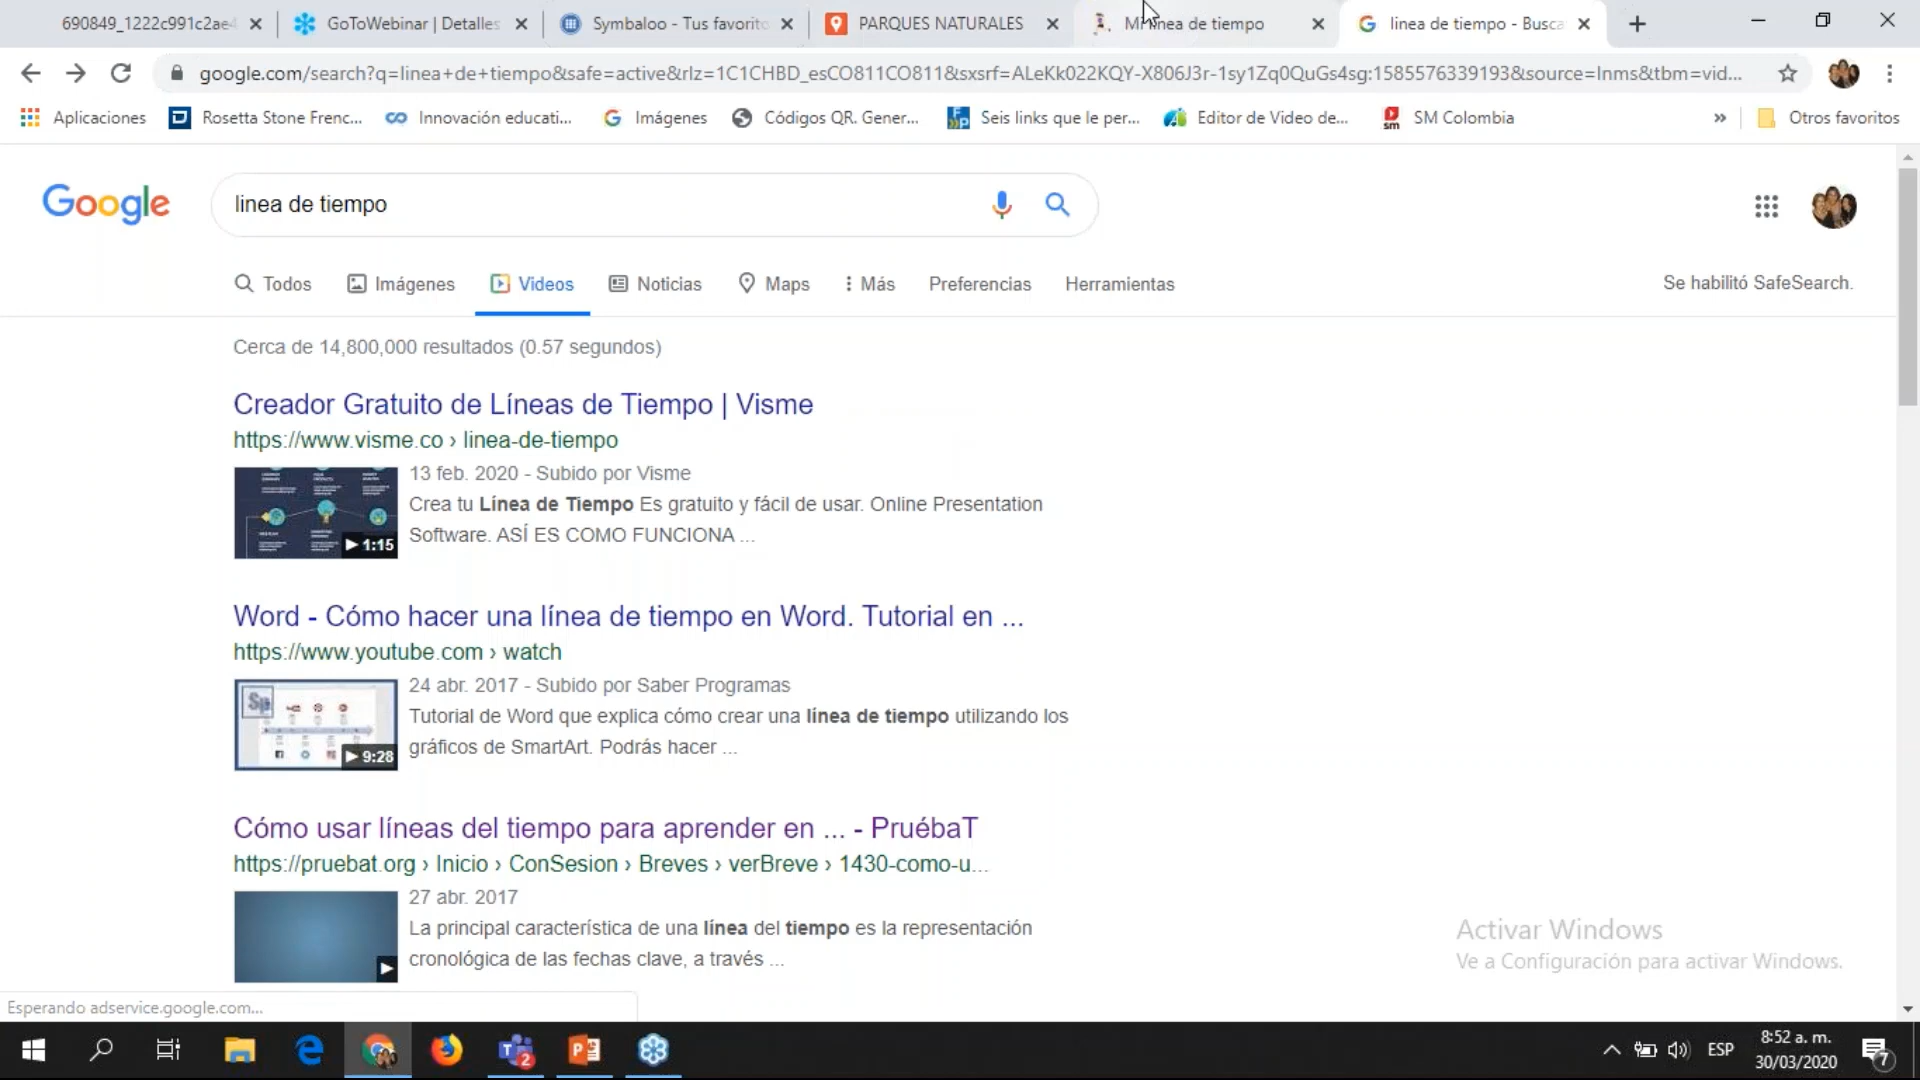 690849_1222c991c2ae4
GoToWebinar | Detalles
Symbaloo - Tus favorito
PARQUES NATURALES
Mi linea de tiempo
linea de tiempo - Busca
google.com/search?q=linea+de+tiempo&safe=active&rlz=1C1CHBD_esCO811CO811&sxsrf=ALeKk022KQY-X806J3r-1sy1Zq0QuGs4sg:1585576339193&source=lnms&tbm=vid...
Aplicaciones
Rosetta Stone Frenc...
Innovación educati...
Imágenes
Códigos QR. Gener...
Seis links que le per...
Editor de Video de...
SM Colombia
»
Otros favoritos
Google
linea de tiempo
Todos
Imágenes
Videos
Noticias
Maps
Más
Preferencias
Herramientas
Se habilitó SafeSearch.
Cerca de 14,800,000 resultados (0.57 segundos)
Creador Gratuito de Líneas de Tiempo | Visme
https://www.visme.co › linea-de-tiempo
1:15
13 feb. 2020 - Subido por Visme
Crea tu Línea de Tiempo Es gratuito y fácil de usar. Online Presentation
Software. ASÍ ES COMO FUNCIONA ...
Word - Cómo hacer una línea de tiempo en Word. Tutorial en ...
https://www.youtube.com › watch
Sp
9:28
24 abr. 2017 - Subido por Saber Programas
Tutorial de Word que explica cómo crear una línea de tiempo utilizando los
gráficos de SmartArt. Podrás hacer ...
Cómo usar líneas del tiempo para aprender en ... - PruébaT
https://pruebat.org › Inicio › ConSesion › Breves › verBreve › 1430-como-u...
27 abr. 2017
La principal característica de una línea del tiempo es la representación
cronológica de las fechas clave, a través ...
Activar Windows
Ve a Configuración para activar Windows.
Esperando adservice.google.com...
2
ESP
8:52 a. m.
30/03/2020
7